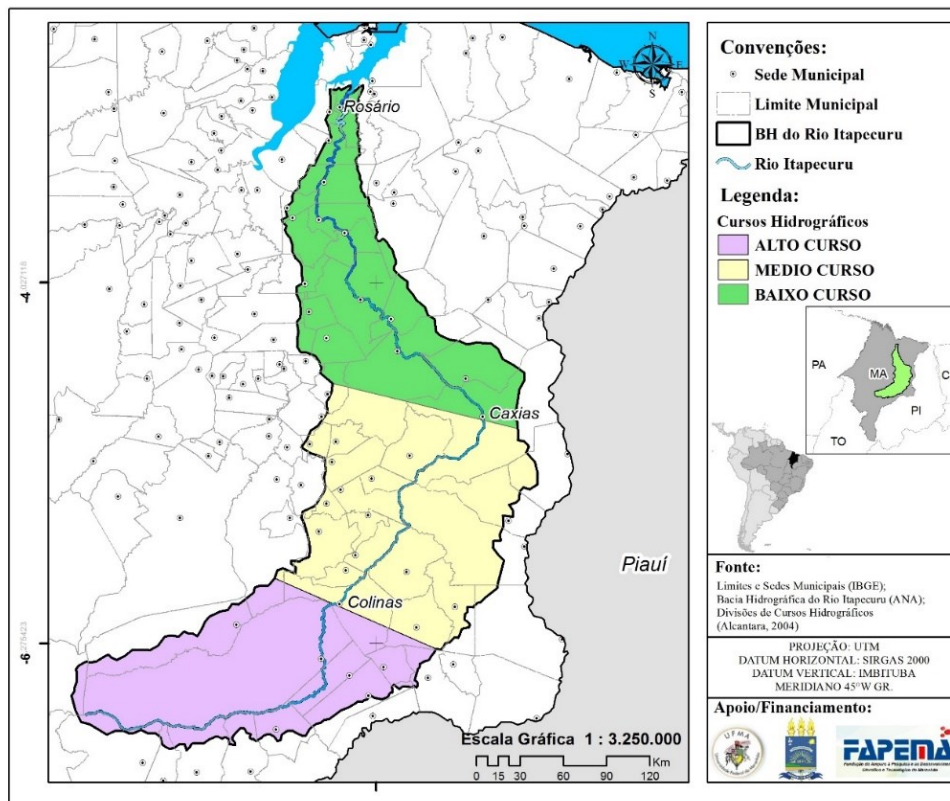 N
W
E
S
Rosário
-4
027118
Caxias
Piauí
Colinas
-6
275423
Escala Gráfica 1 : 3.250.000
Km
0 15 30 60 90 120
Convenções:
Sede Municipal
Limite Municipal
BH do Rio Itapecuru
Rio Itapecuru
Legenda:
Cursos Hidrográficos
ALTO CURSO
MEDIO CURSO
BAIXO CURSO
PA
MA
C
PI
TO
Fonte:
Limites e Sedes Municipais (IBGE);
Bacia Hidrográfica do Rio Itapecuru (ANA);
Divisões de Cursos Hidrográficos
(Alcantara, 2004)
PROJEÇÃO: UTM
DATUM HORIZONTAL: SIRGAS 2000
DATUM VERTICAL: IMBITUBA
MERIDIANO 45°W GR.
Apoio/Financiamento:
UFMA
FAPEMA